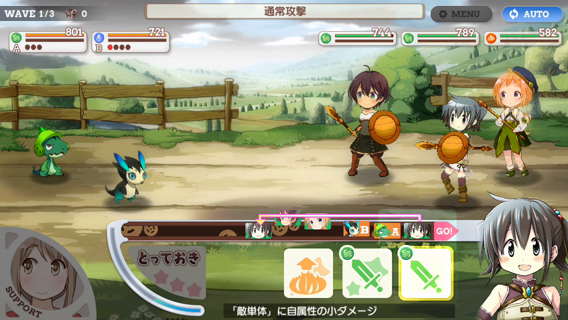 WAVE 1/3 0
通常攻撃
MENU
AUTO
801
A
721
B
744
789
582
B A GO!
とっておき
SUPPORT
「敵単体」に自属性の小ダメージ